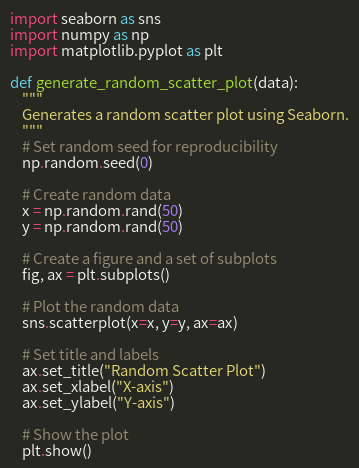 import seaborn as sns
import numpy as np
import matplotlib.pyplot as plt

def generate_random_scatter_plot(data):
    """
    Generates a random scatter plot using Seaborn.
    """
    # Set random seed for reproducibility
    np.random.seed(0)

    # Create random data
    x = np.random.rand(50)
    y = np.random.rand(50)

    # Create a figure and a set of subplots
    fig, ax = plt.subplots()

    # Plot the random data
    sns.scatterplot(x=x, y=y, ax=ax)

    # Set title and labels
    ax.set_title("Random Scatter Plot")
    ax.set_xlabel("X-axis")
    ax.set_ylabel("Y-axis")

    # Show the plot
    plt.show()